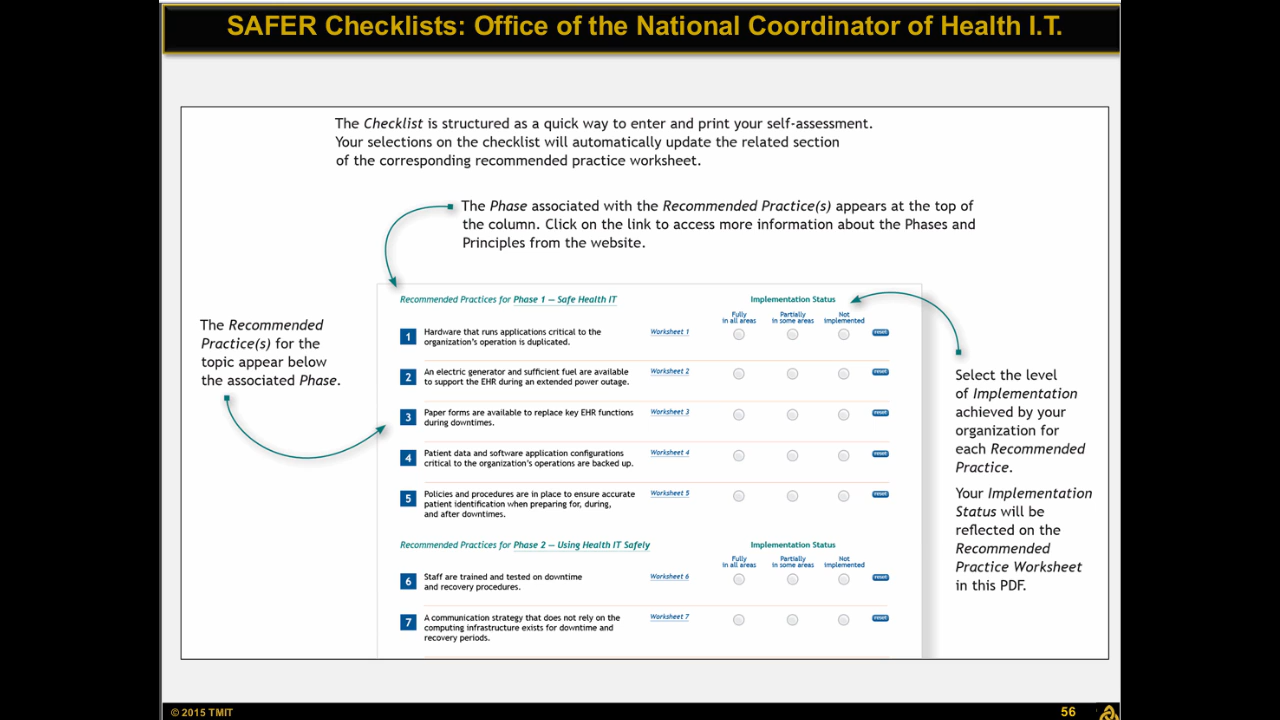 SAFER Checklists: Office of the National Coordinator of Health I.T.
The Checklist is structured as a quick way to enter and print your self-assessment.
Your selections on the checklist will automatically update the related section
of the corresponding recommended practice worksheet.
The Phase associated with the Recommended Practice(s) appears at the top of
the column. Click on the link to access more information about the Phases and
Principles from the website.
The Recommended
Practice(s) for the
topic appear below
the associated Phase.
Recommended Practices for Phase 1 — Safe Health IT
Implementation Status
Fully
in all areas
Partially
in some areas
Not
implemented
1
Hardware that runs applications critical to the
organization's operation is duplicated.
Worksheet 1
reset
2
An electric generator and sufficient fuel are available
to support the EHR during an extended power outage.
Worksheet 2
reset
3
Paper forms are available to replace key EHR functions
during downtimes.
Worksheet 3
reset
4
Patient data and software application configurations
critical to the organization's operations are backed up.
Worksheet 4
reset
5
Policies and procedures are in place to ensure accurate
patient identification when preparing for, during,
and after downtimes.
Worksheet 5
reset
Recommended Practices for Phase 2 — Using Health IT Safely
Implementation Status
Fully
in all areas
Partially
in some areas
Not
implemented
6
Staff are trained and tested on downtime
and recovery procedures.
Worksheet 6
reset
7
A communication strategy that does not rely on the
computing infrastructure exists for downtime and
recovery periods.
Worksheet 7
reset
Select the level
of Implementation
achieved by your
organization for
each Recommended
Practice.
Your Implementation
Status will be
reflected on the
Recommended
Practice Worksheet
in this PDF.
© 2015 TMIT
56